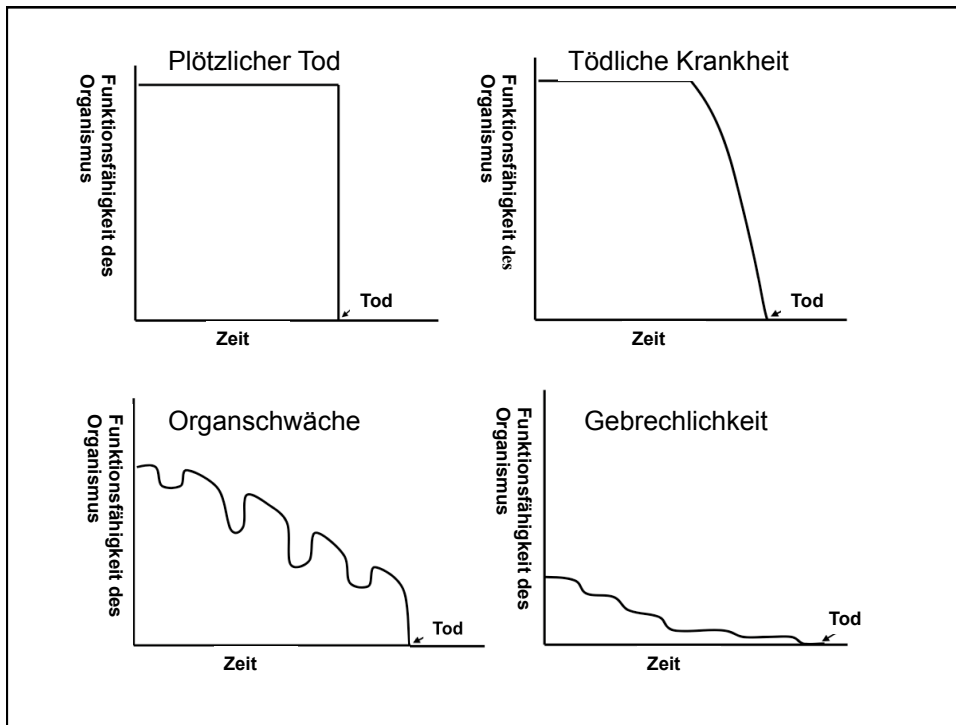 Plötzlicher Tod
Funktionsfähigkeit des
Organismus
Tod
Zeit
Tödliche Krankheit
Funktionsfähigkeit des
Organismus
Tod
Zeit
Organschwäche
Funktionsfähigkeit des
Organismus
Tod
Zeit
Gebrechlichkeit
Funktionsfähigkeit des
Organismus
Tod
Zeit